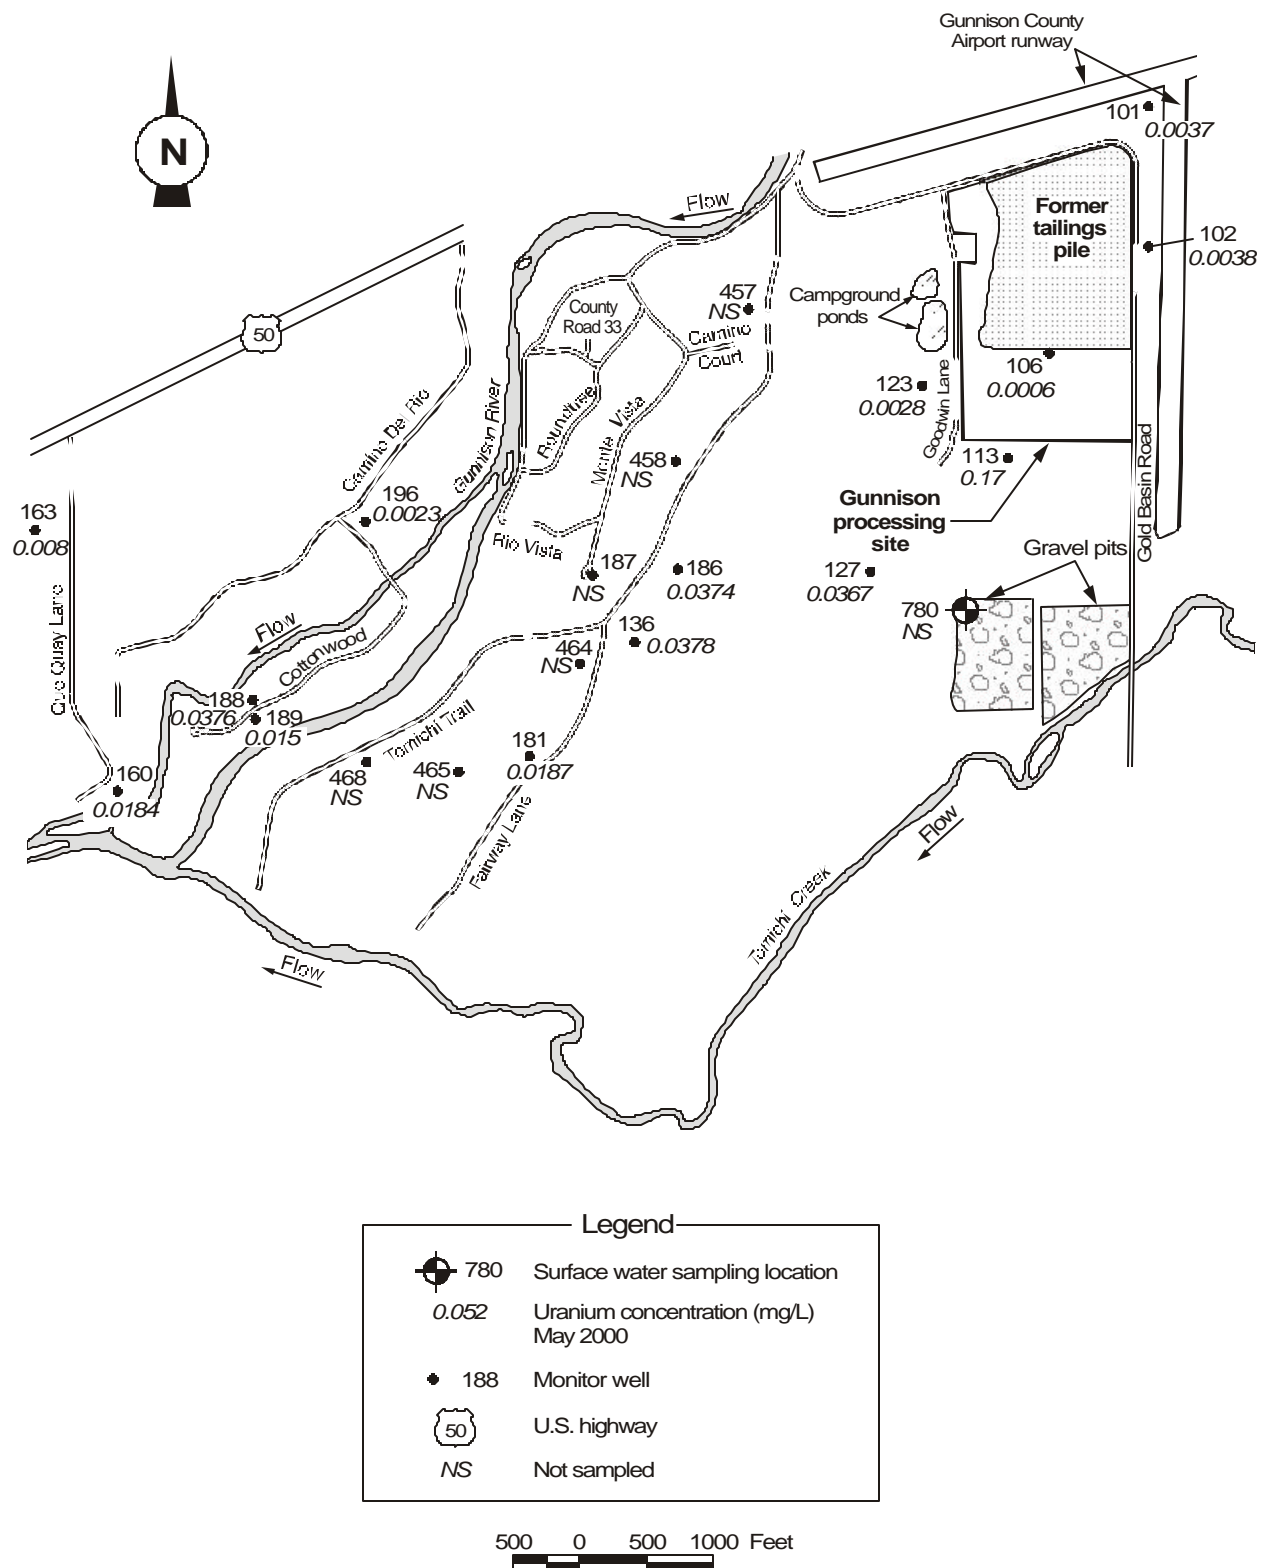 Gunnison County
Airport runway
101
0.0037
N
Flow
Former
tailings
pile
102
0.0038
457
NS
Campground
ponds
County
Road 33
50
Camino
Court
106
0.0006
123
0.0028
Goodwin Lane
Camino Del Rio
Gunnison River
Roundtree
Monte Vista
458
NS
113
0.17
Gold Basin Road
196
0.0023
163
0.008
Gunnison
processing
site
Rio Vista
Gravel pits
187
NS
186
0.0374
127
0.0367
780
NS
Quay Lane
Flow
Cottonwood
136
0.0378
464
NS
188
0.0376
189
0.015
Tomichi Trail
181
0.0187
468
NS
465
NS
160
0.0184
Fairway Lane
Flow
Tomichi Creek
Flow
Legend
780 Surface water sampling location
0.052 Uranium concentration (mg/L)
May 2000
188 Monitor well
50 U.S. highway
NS Not sampled
500 0 500 1000 Feet